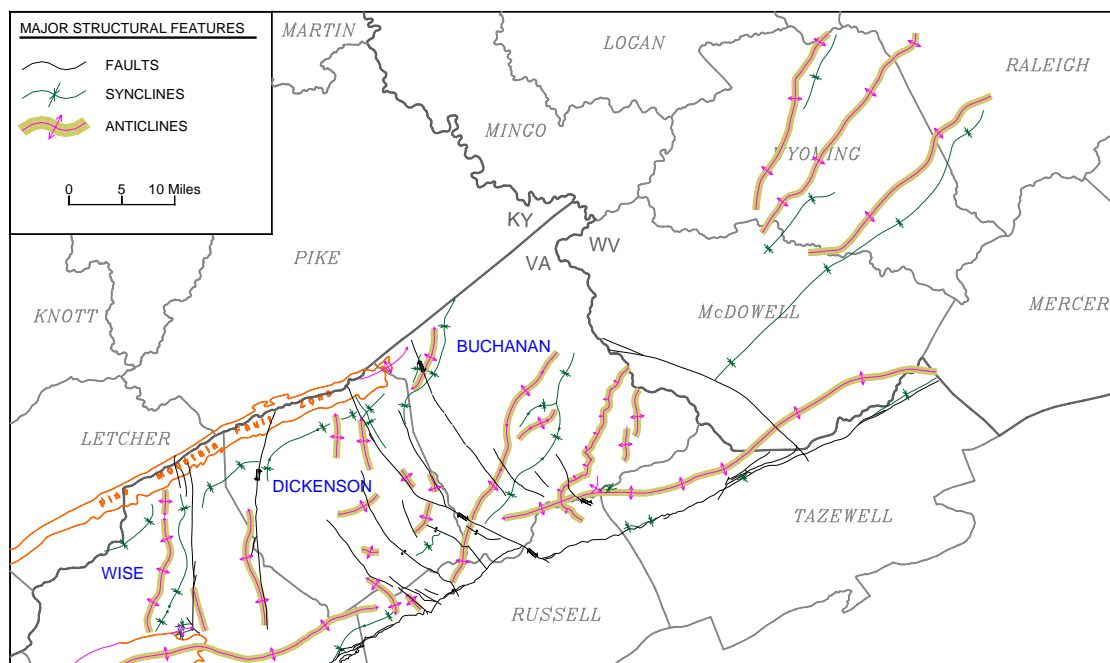 MAJOR STRUCTURAL FEATURES
FAULTS
SYNCLINES
ANTICLINES
0 5 10 Miles
MARTIN
LOGAN
RALEIGH
MINGO
WYOMING
KY
WV
VA
PIKE
KNOTT
McDOWELL
MERCER
BUCHANAN
LETCHER
Pine Mountain Fault Zone
DICKENSON
TAZEWELL
WISE
RUSSELL